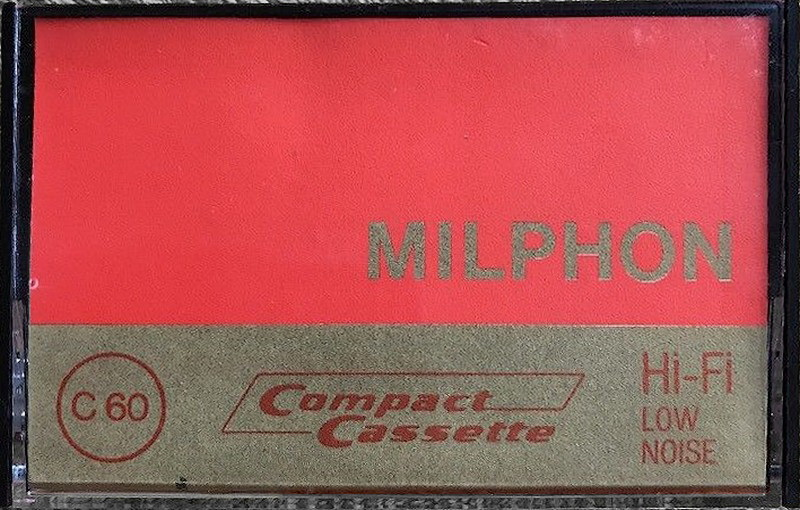 MILPHON
C 60
Compact
Cassette
Hi-Fi
LOW
NOISE